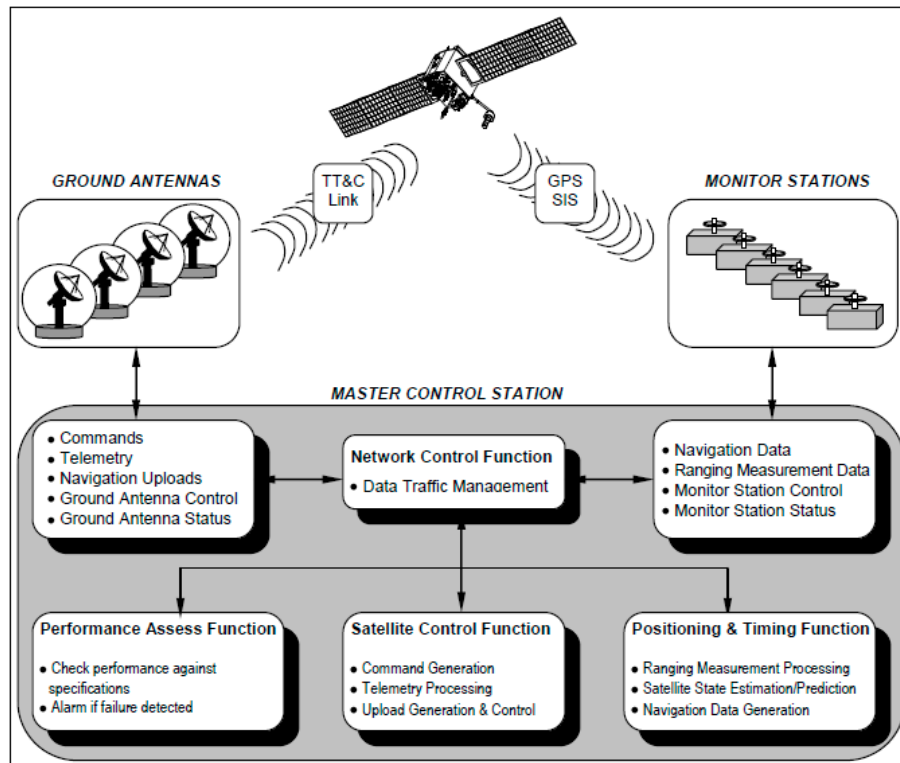 GROUND ANTENNAS
TT&C
Link
GPS
SIS
MONITOR STATIONS
MASTER CONTROL STATION
• Commands
• Telemetry
• Navigation Uploads
• Ground Antenna Control
• Ground Antenna Status
Network Control Function
• Data Traffic Management
• Navigation Data
• Ranging Measurement Data
• Monitor Station Control
• Monitor Station Status
Performance Assess Function
• Check performance against
specifications
• Alarm if failure detected
Satellite Control Function
• Command Generation
• Telemetry Processing
• Upload Generation & Control
Positioning & Timing Function
• Ranging Measurement Processing
• Satellite State Estimation/Prediction
• Navigation Data Generation